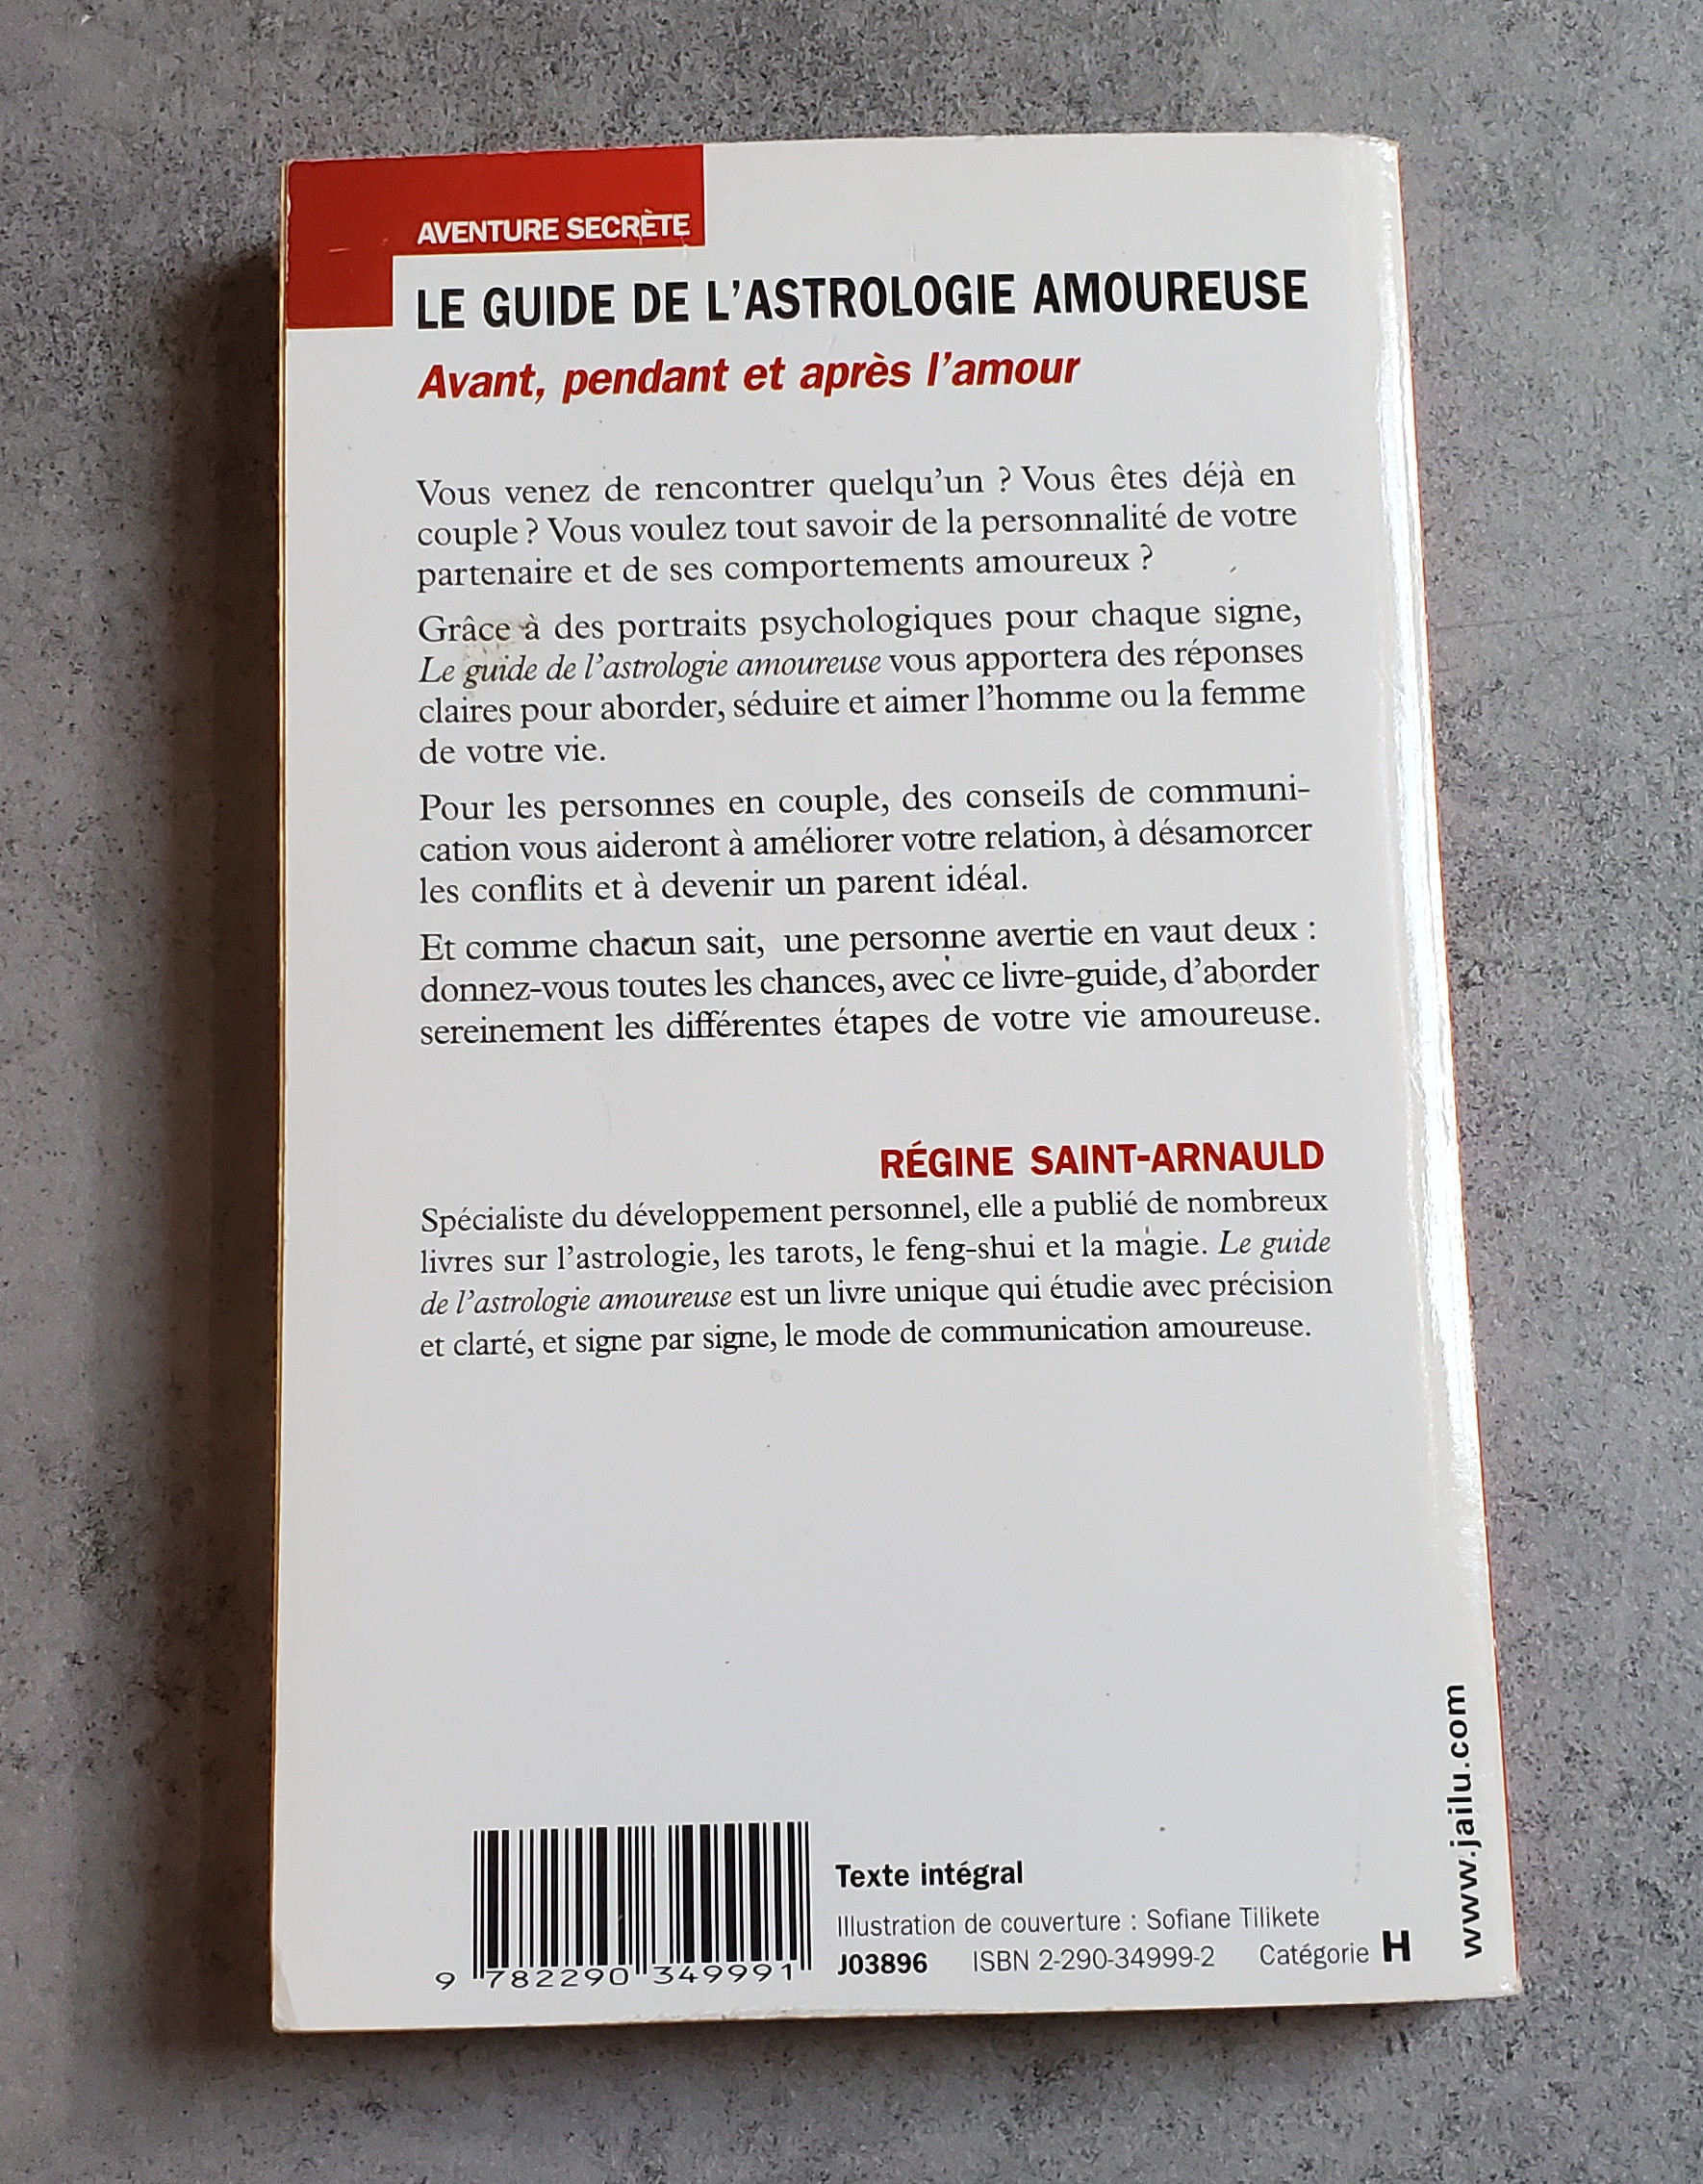 AVENTURE SECRÈTE
LE GUIDE DE L'ASTROLOGIE AMOUREUSE
Avant, pendant et après l'amour
Vous venez de rencontrer quelqu'un ? Vous êtes déjà en
couple ? Vous voulez tout savoir de la personnalité de votre
partenaire et de ses comportements amoureux ?
Grâce à des portraits psychologiques pour chaque signe,
Le guide de l'astrologie amoureuse vous apportera des réponses
claires pour aborder, séduire et aimer l'homme ou la femme
de votre vie.
Pour les personnes en couple, des conseils de communi-
cation vous aideront à améliorer votre relation, à désamorcer
les conflits et à devenir un parent idéal.
Et comme chacun sait, une personne avertie en vaut deux :
donnez-vous toutes les chances, avec ce livre-guide, d'aborder
sereinement les différentes étapes de votre vie amoureuse.
RÉGINE SAINT-ARNAULD
Spécialiste du développement personnel, elle a publié de nombreux
livres sur l'astrologie, les tarots, le feng-shui et la magie. Le guide
de l'astrologie amoureuse est un livre unique qui étudie avec précision
et clarté, et signe par signe, le mode de communication amoureuse.
www.jailu.com
Texte intégral
Illustration de couverture : Sofiane Tilikete
J03896 ISBN 2-290-34999-2 Catégorie H
9 782290 349991